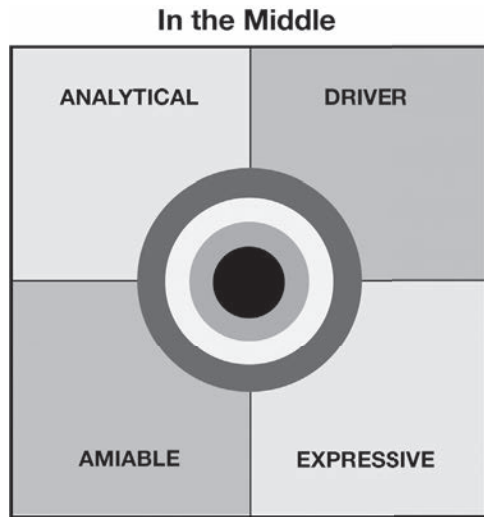 In the Middle
ANALYTICAL
DRIVER
AMIABLE
EXPRESSIVE